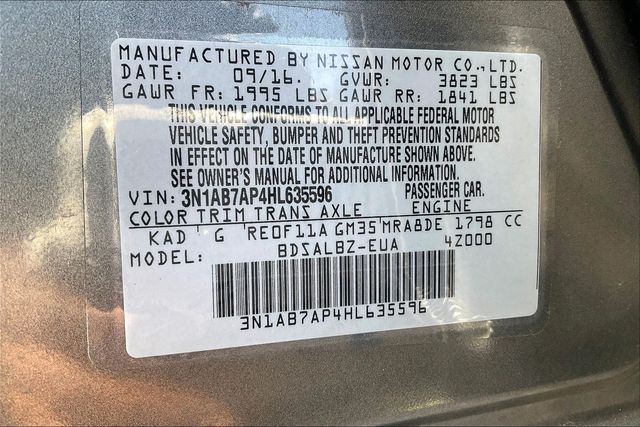 MANUFACTURED BY NISSAN MOTOR CO.,LTD.
DATE: 09/16. GVWR: 3823 LBS
GAWR FR: 1995 LBS GAWR RR: 1841 LBS
THIS VEHICLE CONFORMS TO ALL APPLICABLE FEDERAL MOTOR
VEHICLE SAFETY, BUMPER AND THEFT PREVENTION STANDARDS
IN EFFECT ON THE DATE OF MANUFACTURE SHOWN ABOVE.
SEE OWNER'S MANUAL FOR ADDITIONAL INFORMATION.
VIN: 3N1AB7AP4HL635596 PASSENGER CAR.
COLOR TRIM TRANS AXLE ENGINE
KAD ' G RE0F11A GM35 MRA8DE 1798 CC
MODEL: BDSALBZ-EUA 4Z000
3N1AB7AP4HL635596